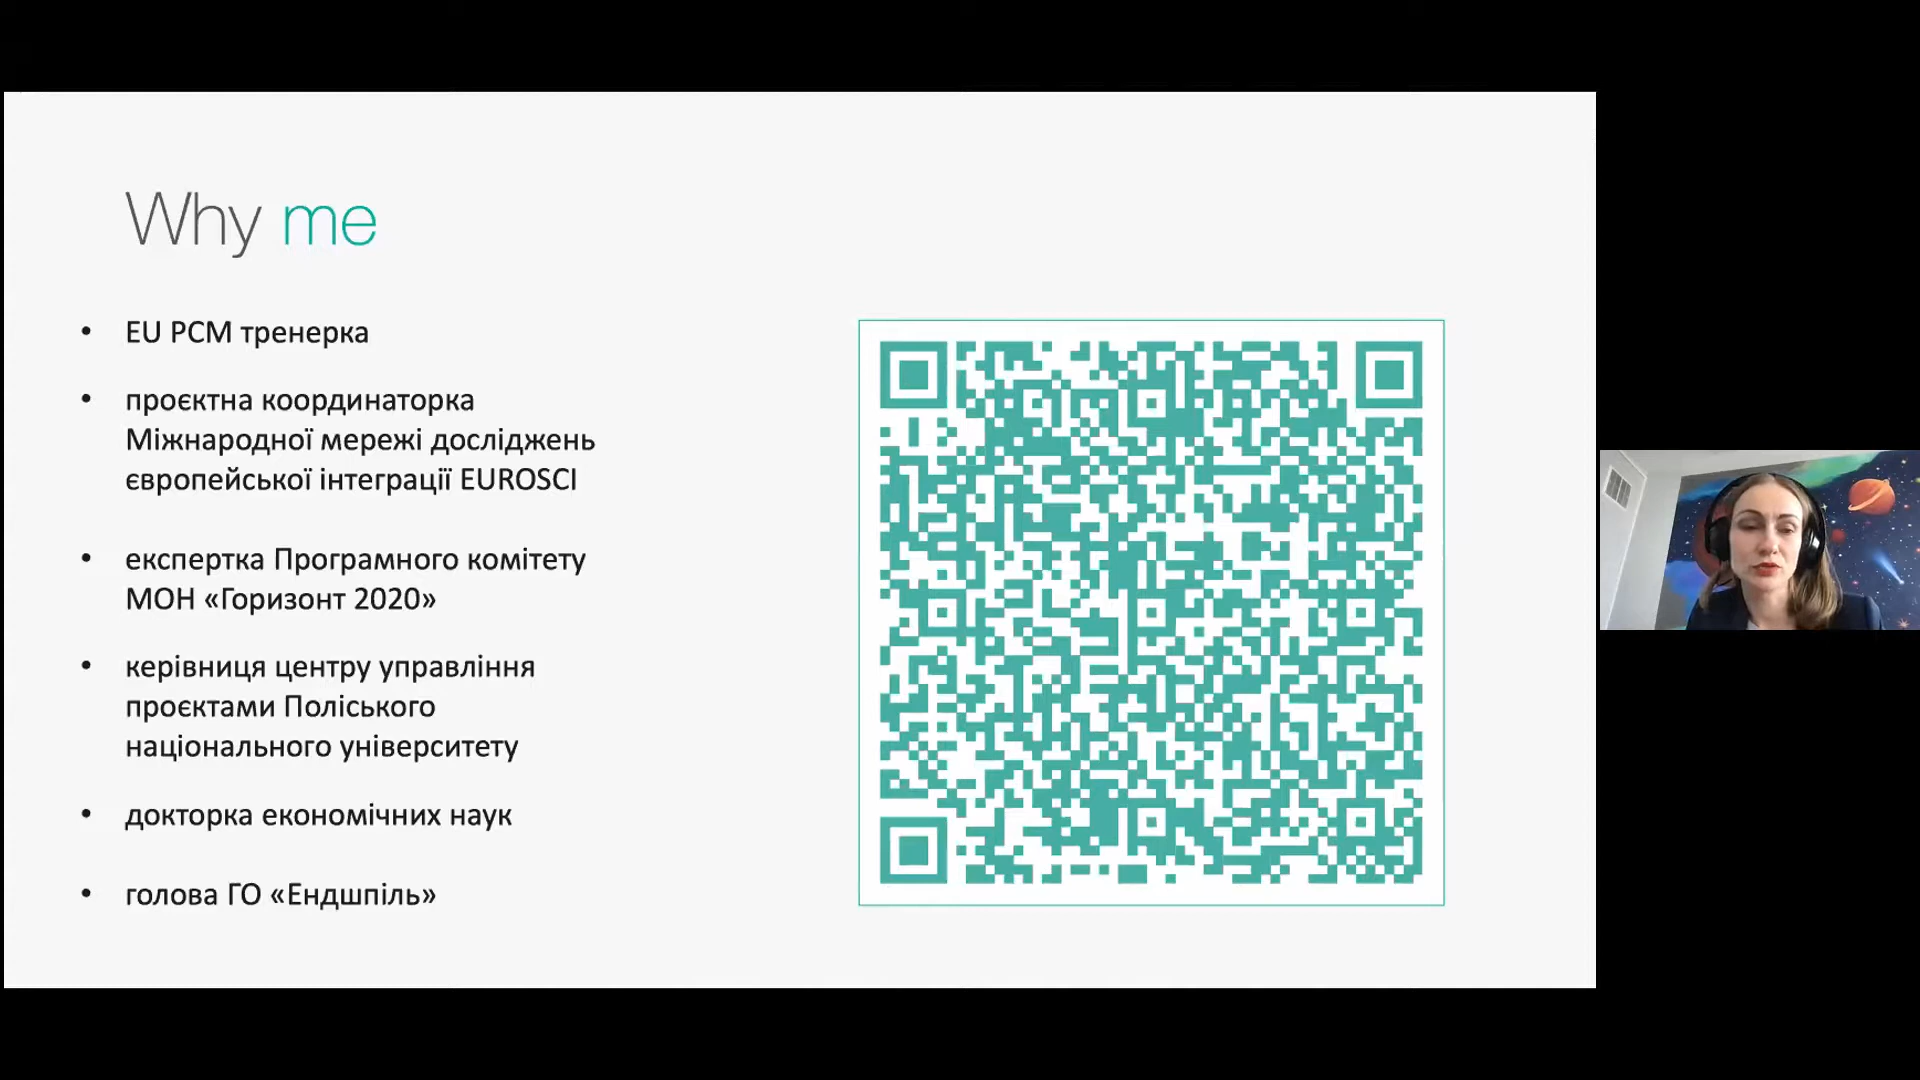 Why me
• EU PCM тренерка
• проєктна координаторка
Міжнародної мережі досліджень
європейської інтеграції EUROSCI
• експертка Програмного комітету
МОН «Горизонт 2020»
• керівниця центру управління
проєктами Поліського
національного університету
• докторка економічних наук
• голова ГО «Ендшпіль»